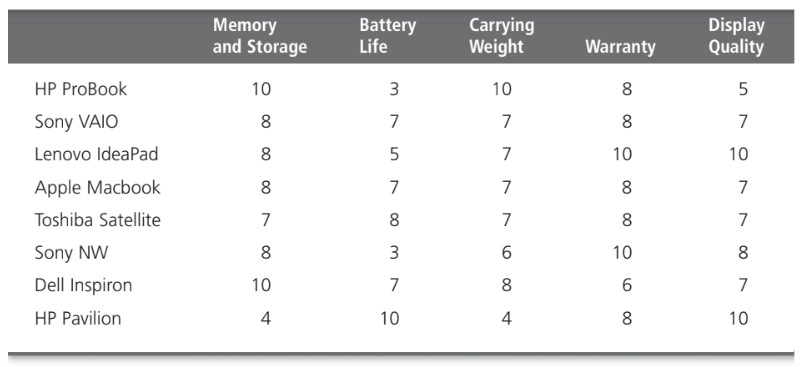 Memory and Storage Battery Life Carrying Weight Warranty Display Quality
HP ProBook 10 3 10 8 5
Sony VAIO 8 7 7 8 7
Lenovo IdeaPad 8 5 7 10 10
Apple Macbook 8 7 7 8 7
Toshiba Satellite 7 8 7 8 7
Sony NW 8 3 6 10 8
Dell Inspiron 10 7 8 6 7
HP Pavilion 4 10 4 8 10